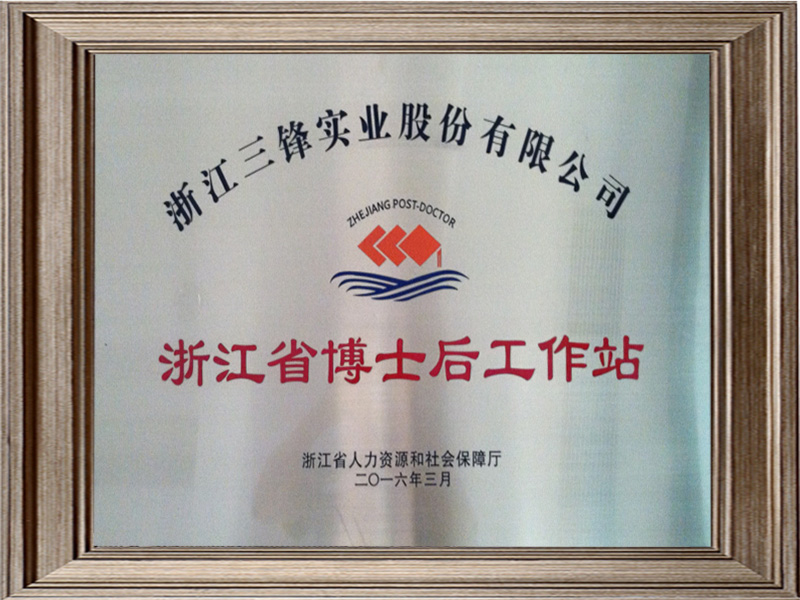 浙江三锋实业股份有限公司
ZHEJIANG POST-DOCTOR
浙江省博士后工作站
浙江省人力资源和社会保障厅
二〇一六年三月